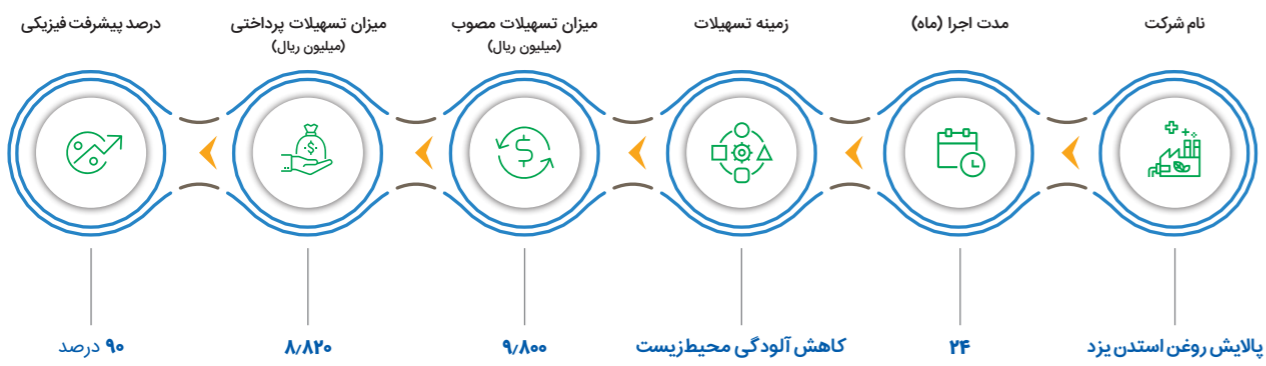 نام شرکت
مدت اجرا (ماه)
زمینه تسهیلات
میزان تسهیلات مصوب
(میلیون ریال)
میزان تسهیلات پرداختی
(میلیون ریال)
درصد پیشرفت فیزیکی
پالایش روغن استدن یزد
۲۴
کاهش آلودگی محیط‌زیست
۹٫۸۰۰
۸٫۸۲۰
۹۰ درصد